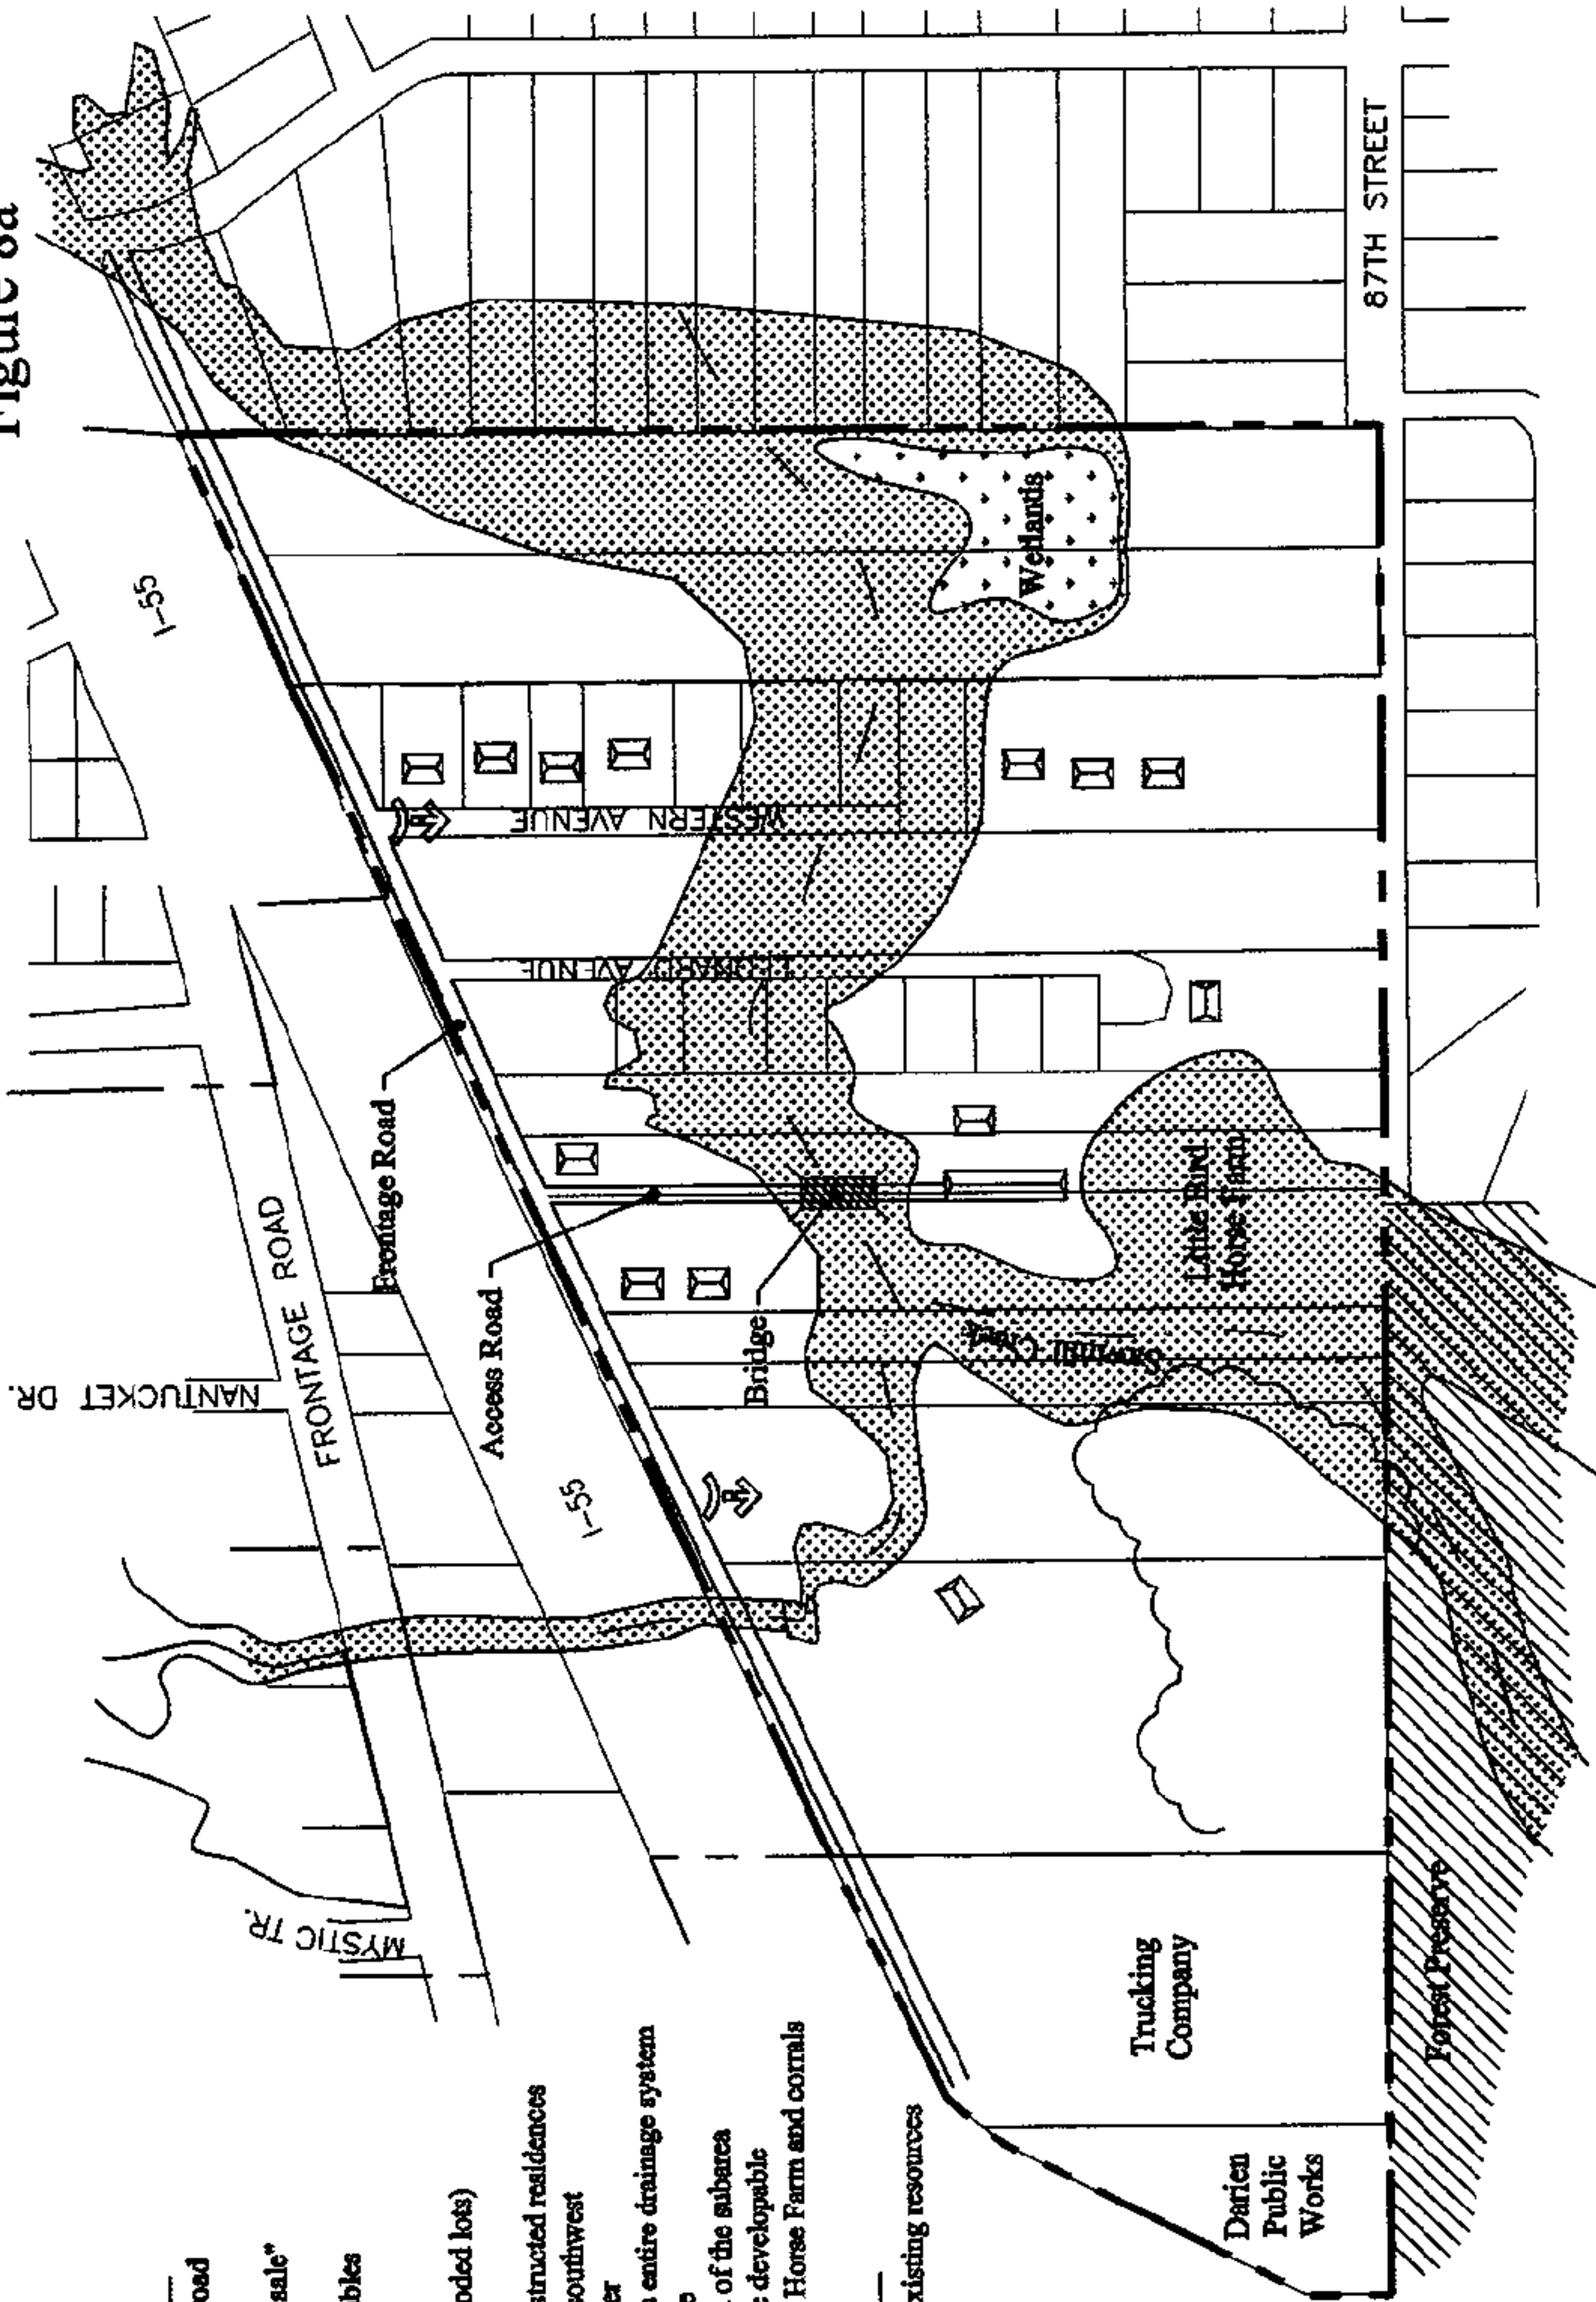 Figure 8a
oad
sale"
bles
oded lots)
structed residences
southwest
er
entire drainage system
e
of the subarea
e developable
Horse Farm and corrals
xisting resources
I-55
NANTUCKET DR.
FRONTAGE ROAD
Frontage Road
Access Road
I-55
MYSTIC TR.
WESTERN AVENUE
LEONARD AVENUE
Bridge
Wetlands
Sawmill Creek
Little Bird
Horse Farm
Trucking
Company
Darien
Public
Works
Forest Preserve
87TH STREET